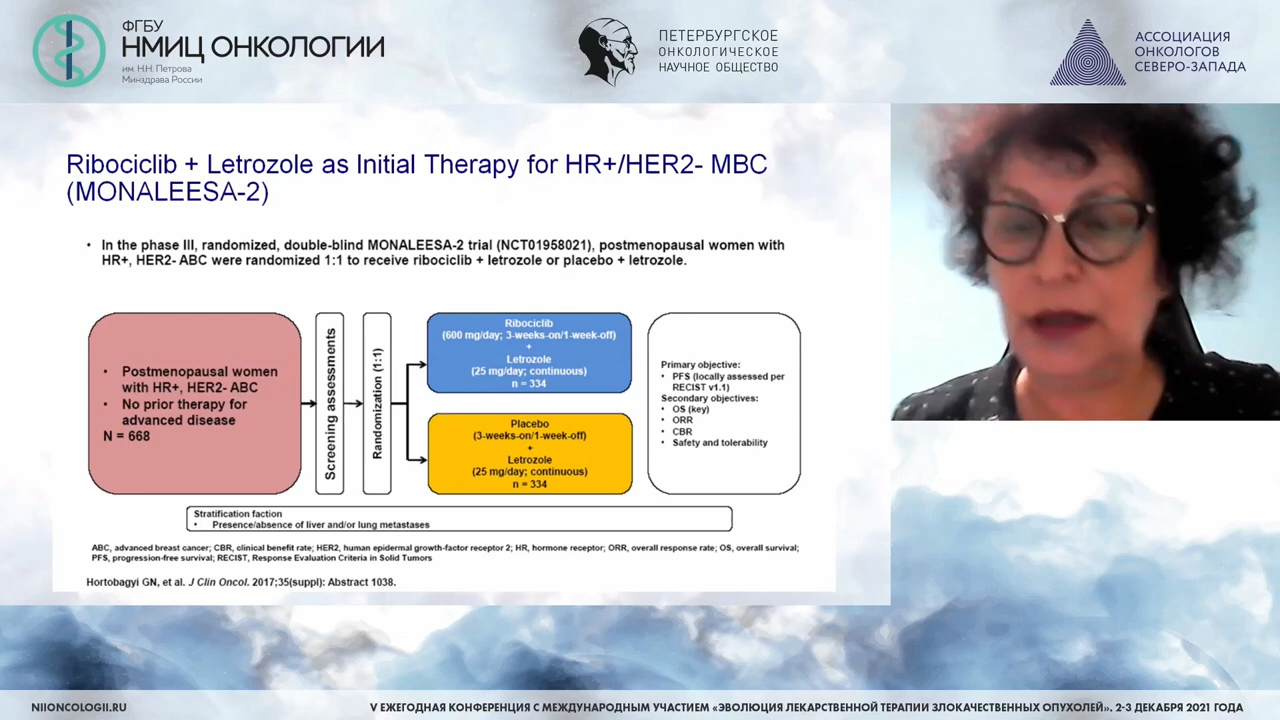 ФГБУ
НМИЦ ОНКОЛОГИИ
им. Н.Н. Петрова
Минздрава России
ПЕТЕРБУРГСКОЕ
ОНКОЛОГИЧЕСКОЕ
НАУЧНОЕ ОБЩЕСТВО
АССОЦИАЦИЯ
ОНКОЛОГОВ
СЕВЕРО-ЗАПАДА
Ribociclib + Letrozole as Initial Therapy for HR+/HER2- MBC
(MONALEESA-2)
• In the phase III, randomized, double-blind MONALEESA-2 trial (NCT01958021), postmenopausal women with
HR+, HER2- ABC were randomized 1:1 to receive ribociclib + letrozole or placebo + letrozole.
• Postmenopausal women
with HR+, HER2- ABC
• No prior therapy for
advanced disease
N = 668
Screening assessments
Randomization (1:1)
Ribociclib
(600 mg/day; 3-weeks-on/1-week-off)
+
Letrozole
(25 mg/day; continuous)
n = 334
Placebo
(3-weeks-on/1-week-off)
+
Letrozole
(25 mg/day; continuous)
n = 334
Primary objective:
• PFS (locally assessed per
RECIST v1.1)
Secondary objectives:
• OS (key)
• ORR
• CBR
• Safety and tolerability
Stratification faction
• Presence/absence of liver and/or lung metastases
ABC, advanced breast cancer; CBR, clinical benefit rate; HER2, human epidermal growth-factor receptor 2; HR, hormone receptor; ORR, overall response rate; OS, overall survival;
PFS, progression-free survival; RECIST, Response Evaluation Criteria in Solid Tumors
Hortobagyi GN, et al. J Clin Oncol. 2017;35(suppl): Abstract 1038.
NIIONCOLOGII.RU
V ЕЖЕГОДНАЯ КОНФЕРЕНЦИЯ С МЕЖДУНАРОДНЫМ УЧАСТИЕМ «ЭВОЛЮЦИЯ ЛЕКАРСТВЕННОЙ ТЕРАПИИ ЗЛОКАЧЕСТВЕННЫХ ОПУХОЛЕЙ». 2-3 ДЕКАБРЯ 2021 ГОДА